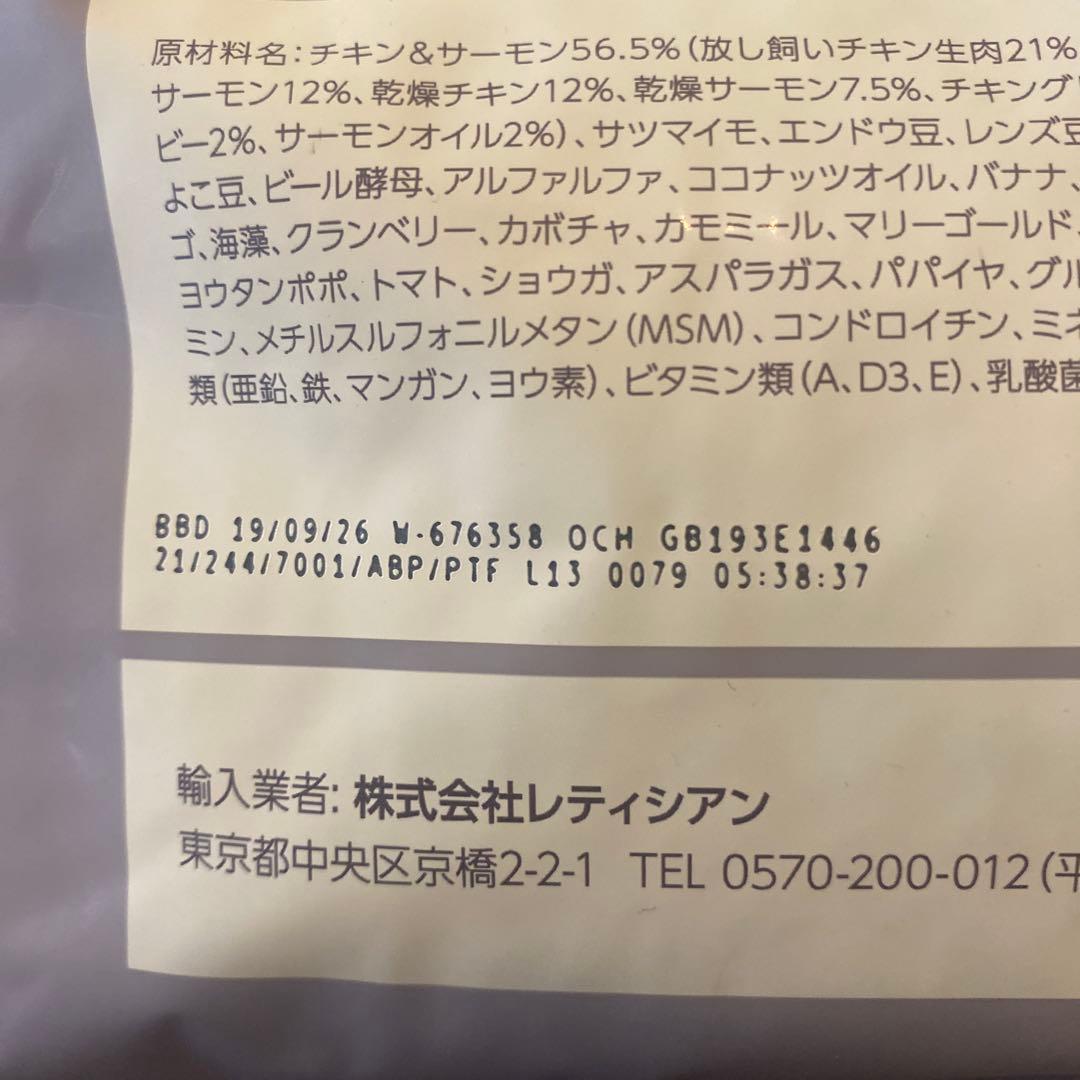 原材料名:チキン&サーモン56.5%(放し飼いチキン生肉21%
サーモン12%、乾燥チキン12%、乾燥サーモン7.5%、チキング
ビー2%、サーモンオイル2%)、サツマイモ、エンドウ豆、レンズ豆
よこ豆、ビール酵母、アルファルファ、ココナッツオイル、バナナ、
ゴ、海藻、クランベリー、カボチャ、カモミール、マリーゴールド、
ヨウタンポポ、トマト、ショウガ、アスパラガス、パパイヤ、グル
ミン、メチルスルフォニルメタン(MSM)、コンドロイチン、ミネ
類(亜鉛、鉄、マンガン、ヨウ素)、ビタミン類(A、D3、E)、乳酸菌
BBD 19/09/26 W-676358 OCH GB193E1446
21/244/7001/ABP/PTF L13 0079 05:38:37
輸入業者: 株式会社レティシアン
東京都中央区京橋2-2-1 TEL 0570-200-012(平